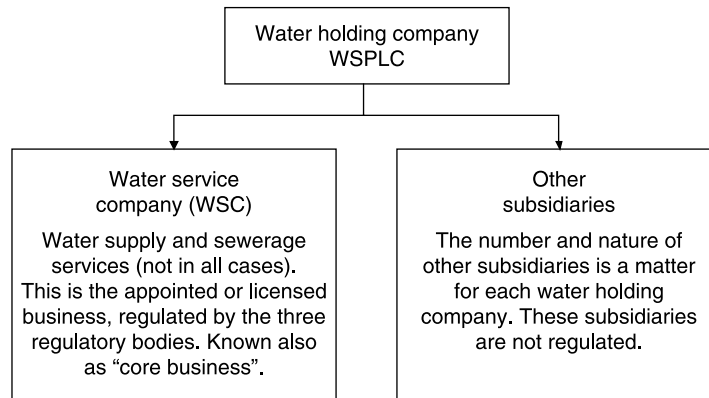 Water holding company
WSPLC
Water service
company (WSC)
Water supply and sewerage
services (not in all cases).
This is the appointed or licensed
business, regulated by the three
regulatory bodies. Known also
as “core business”.
Other
subsidiaries
The number and nature of
other subsidiaries is a matter
for each water holding
company. These subsidiaries
are not regulated.